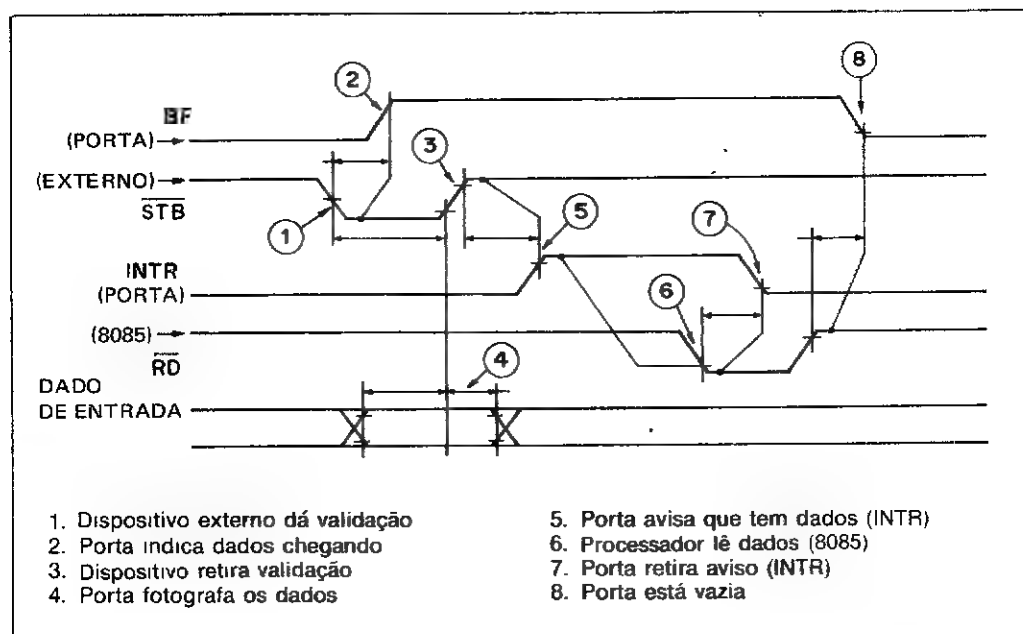 2
8
BF
(PORTA)
3
(EXTERNO)
STB
1
5
7
INTR
(PORTA)
6
(8085)
RD
4
DADO
DE ENTRADA
1. Dispositivo externo dá validação
2. Porta indica dados chegando
3. Dispositivo retira validação
4. Porta fotografa os dados
5. Porta avisa que tem dados (INTR)
6. Processador lê dados (8085)
7. Porta retira aviso (INTR)
8. Porta está vazia